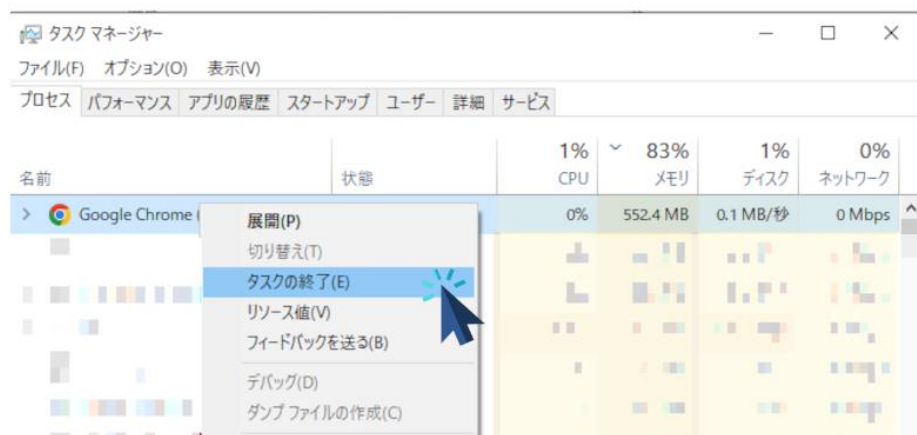 タスク マネージャー
ファイル(F) オプション(O) 表示(V)
プロセス パフォーマンス アプリの履歴 スタートアップ ユーザー 詳細 サービス
1% 83% 1% 0%
名前 状態 CPU メモリ ディスク ネットワーク
Google Chrome 0% 552.4 MB 0.1 MB/秒 0 Mbps
展開(P)
切り替え(T)
タスクの終了(E)
リソース値(V)
フィードバックを送る(B)
デバッグ(D)
ダンプ ファイルの作成(C)